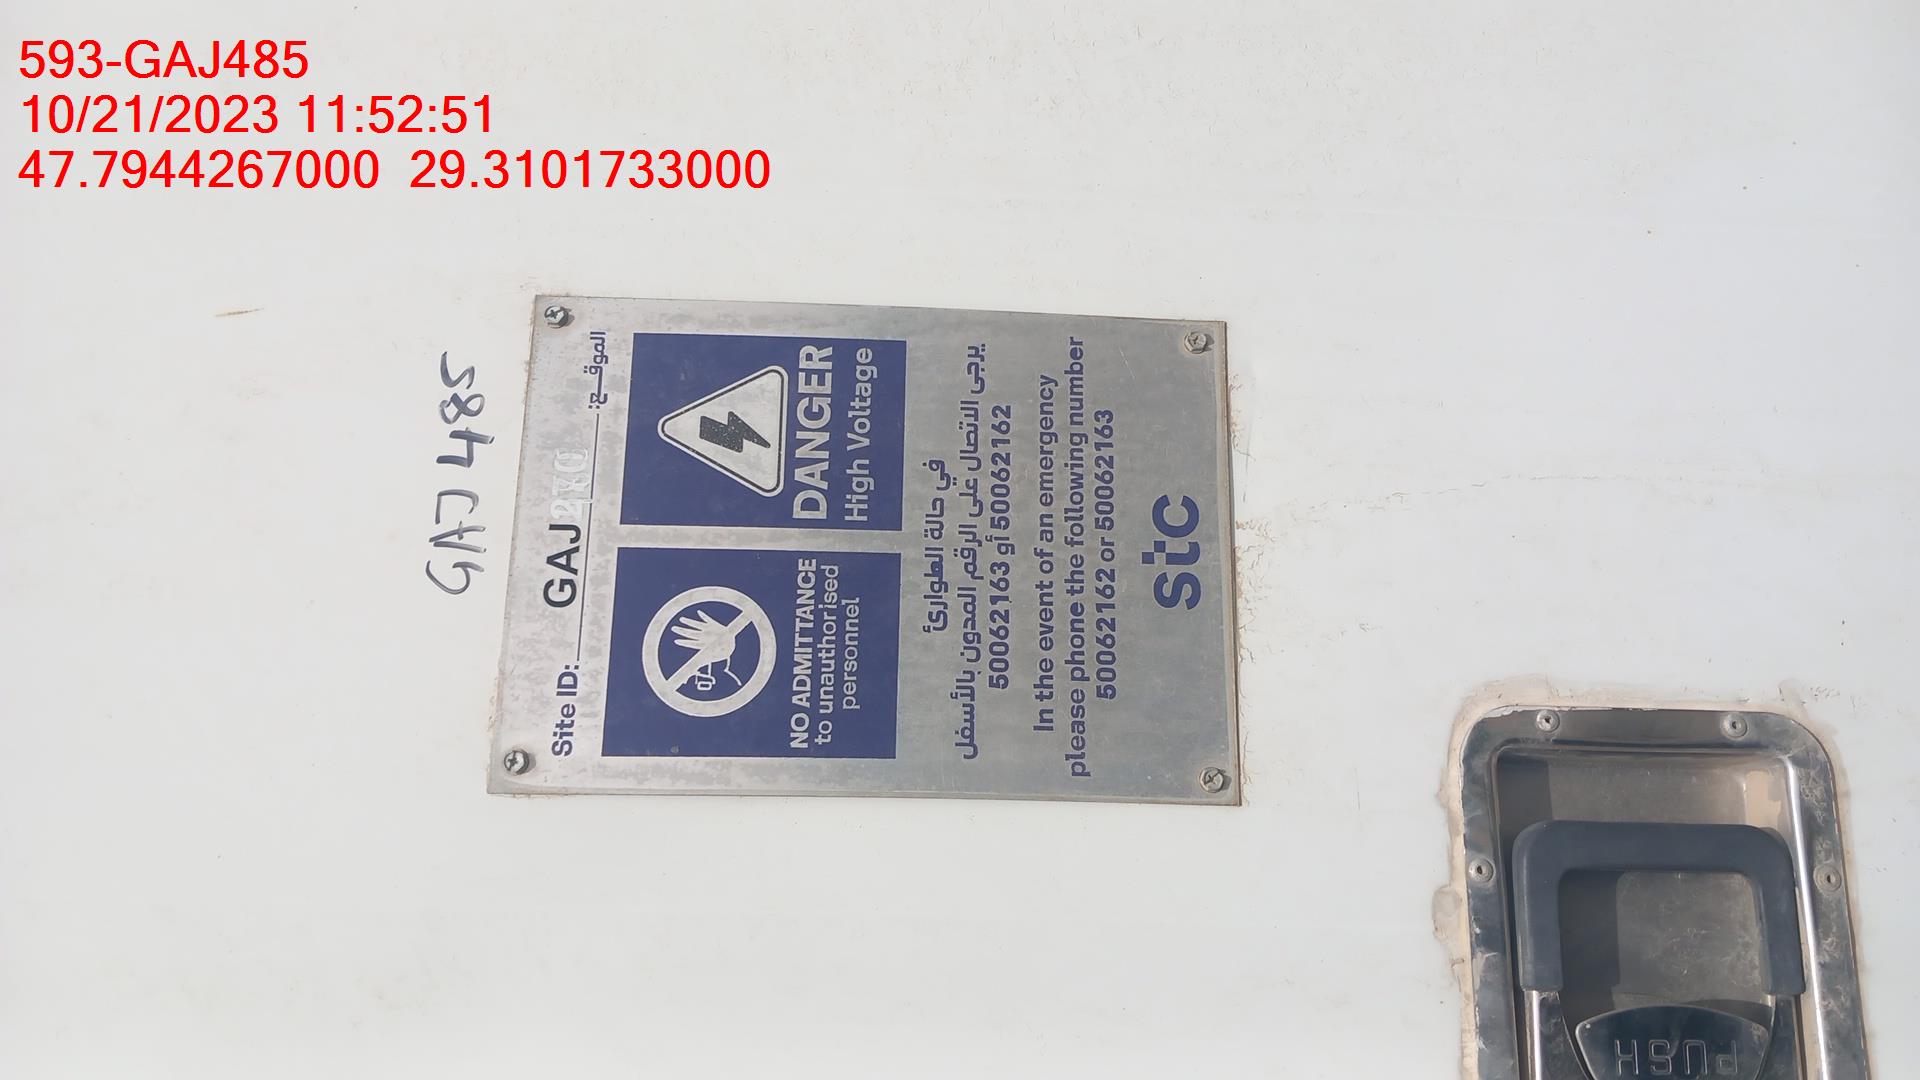 593-GAJ485
10/21/2023 11:52:51
47.7944267000 29.3101733000
GAJ 485
Site ID: GAJ الموقع:
NO ADMITTANCE
to unauthorised
personnel
DANGER
High Voltage
في حالة الطوارئ
يرجى الاتصال على الرقم المدون بالأسفل
50062163 أو 50062162
In the event of an emergency
please phone the following number
50062162 or 50062163
stc
PUSH